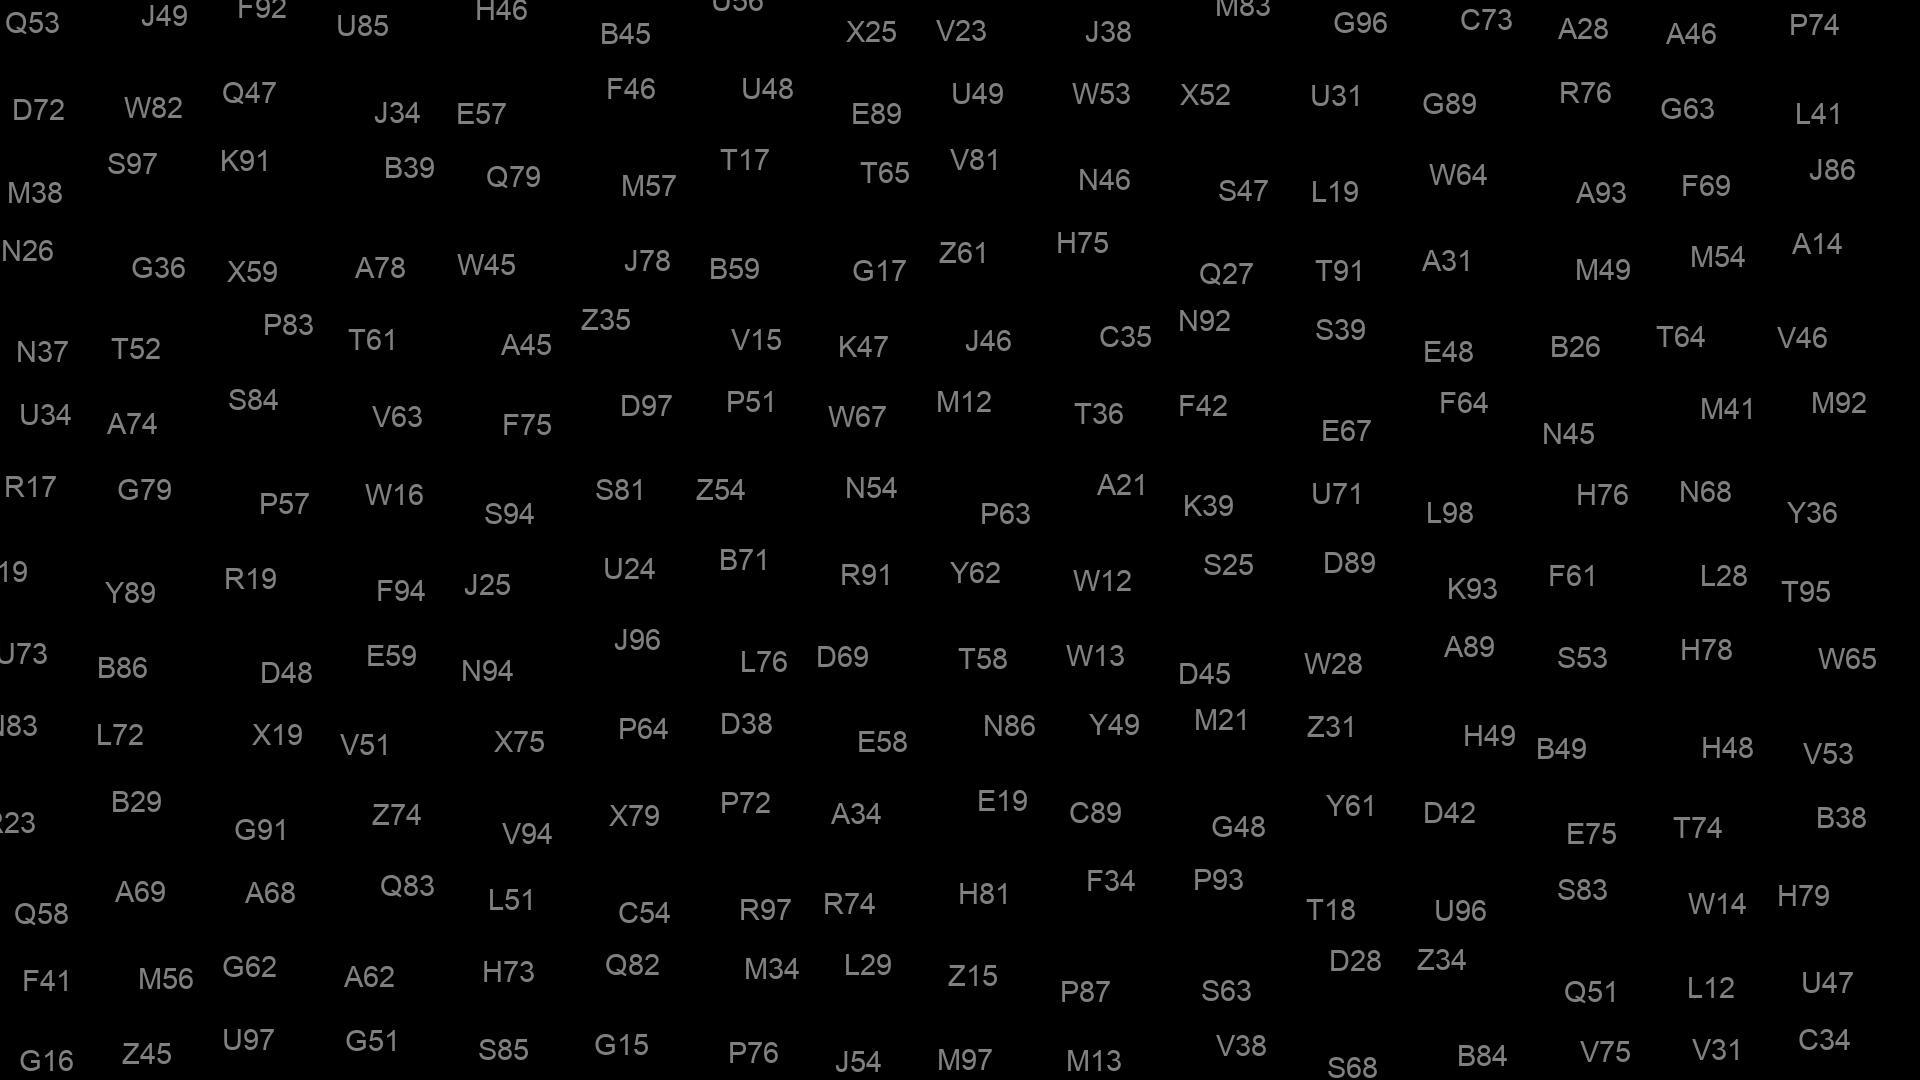 Q53 J49 F92 U85 H46 B45 U56 X25 V23 J38 M83 G96 C73 A28 A46 P74
D72 W82 Q47 J34 E57 F46 U48 E89 U49 W53 X52 U31 G89 R76 G63 L41
M38 S97 K91 B39 Q79 M57 T17 T65 V81 N46 S47 L19 W64 A93 F69 J86
N26 G36 X59 A78 W45 J78 B59 G17 Z61 H75 Q27 T91 A31 M49 M54 A14
N37 T52 P83 T61 A45 Z35 V15 K47 J46 C35 N92 S39 E48 B26 T64 V46
U34 A74 S84 V63 F75 D97 P51 W67 M12 T36 F42 E67 F64 N45 M41 M92
R17 G79 P57 W16 S94 S81 Z54 N54 P63 A21 K39 U71 L98 H76 N68 Y36
19 Y89 R19 F94 J25 U24 B71 R91 Y62 W12 S25 D89 K93 F61 L28 T95
U73 B86 D48 E59 N94 J96 L76 D69 T58 W13 D45 W28 A89 S53 H78 W65
83 L72 X19 V51 X75 P64 D38 E58 N86 Y49 M21 Z31 H49 B49 H48 V53
23 B29 G91 Z74 V94 X79 P72 A34 E19 C89 G48 Y61 D42 E75 T74 B38
Q58 A69 A68 Q83 L51 C54 R97 R74 H81 F34 P93 T18 U96 S83 W14 H79
F41 M56 G62 A62 H73 Q82 M34 L29 Z15 P87 S63 D28 Z34 Q51 L12 U47
G16 Z45 U97 G51 S85 G15 P76 J54 M97 M13 V38 S68 B84 V75 V31 C34